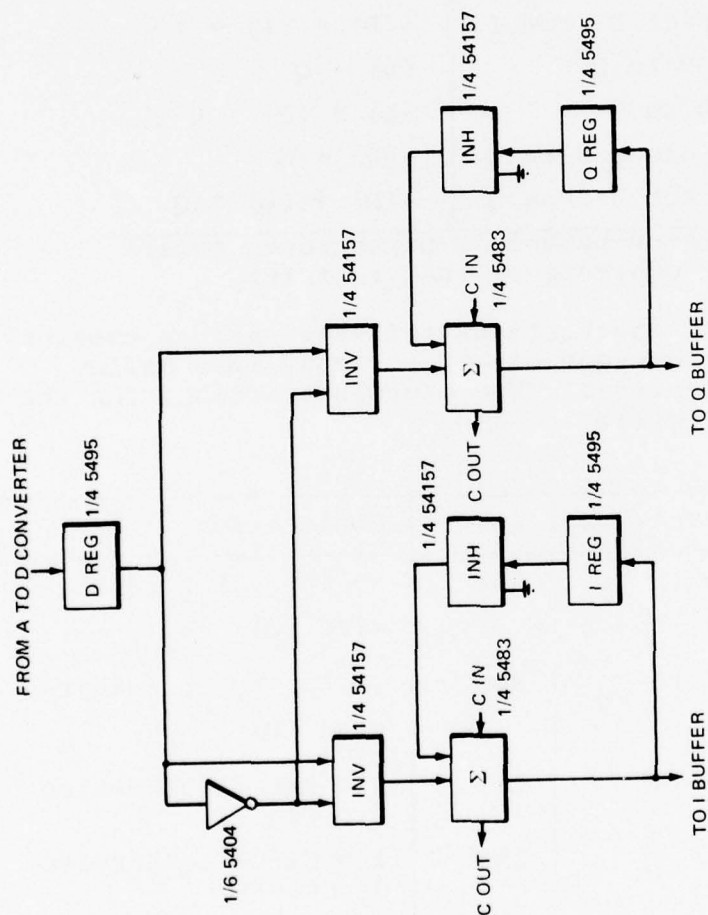 FROM A TO D CONVERTER
D REG
1/4 5495
1/6 5404
INV
1/4 54157
INV
1/4 54157
C OUT
Σ
C IN
1/4 5483
INH
1/4 54157
I REG
1/4 5495
TO I BUFFER
C OUT
Σ
C IN
1/4 5483
INH
1/4 54157
Q REG
1/4 5495
TO Q BUFFER